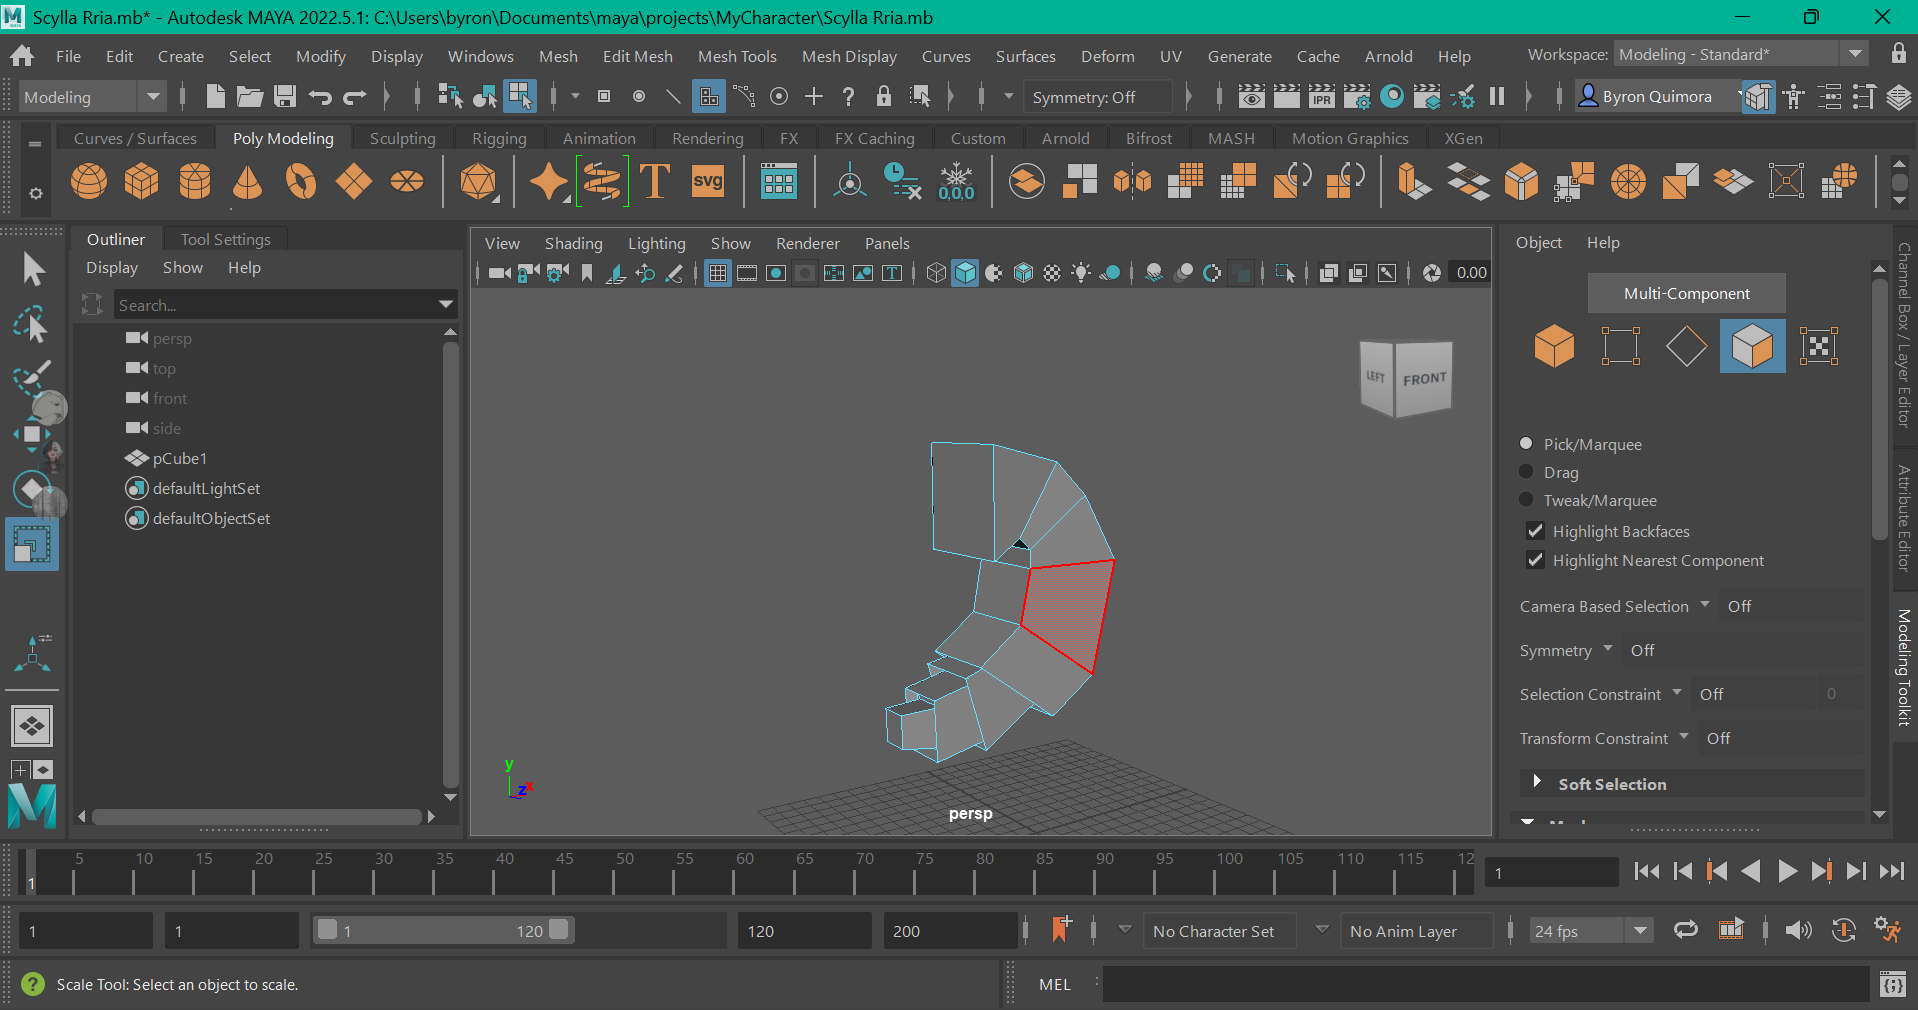 Scylla Rria.mb* - Autodesk MAYA 2022.5.1: C:\Users\byron\Documents\maya\projects\MyCharacter\Scylla Rria.mb
File Edit Create Select Modify Display Windows Mesh Edit Mesh Mesh Tools Mesh Display Curves Surfaces Deform UV Generate Cache Arnold Help Workspace: Modeling - Standard*
Modeling Symmetry: Off IPR Byron Quimora
Curves / Surfaces Poly Modeling Sculpting Rigging Animation Rendering FX FX Caching Custom Arnold Bifrost MASH Motion Graphics XGen
T svg 0,0,0
Outliner Tool Settings
Display Show Help
Search...
persp
top
front
side
pCube1
defaultLightSet
defaultObjectSet
View Shading Lighting Show Renderer Panels
0.00
LEFT FRONT
y
z x
persp
Object Help
Multi-Component
Pick/Marquee
Drag
Tweak/Marquee
Highlight Backfaces
Highlight Nearest Component
Camera Based Selection Off
Symmetry Off
Selection Constraint Off 0
Transform Constraint Off
Soft Selection
Channel Box / Layer Editor
Attribute Editor
Modeling Toolkit
5 10 15 20 25 30 35 40 45 50 55 60 65 70 75 80 85 90 95 100 105 110 115 12
1 1
1 1 1 120 120 200 No Character Set No Anim Layer 24 fps
Scale Tool: Select an object to scale. MEL